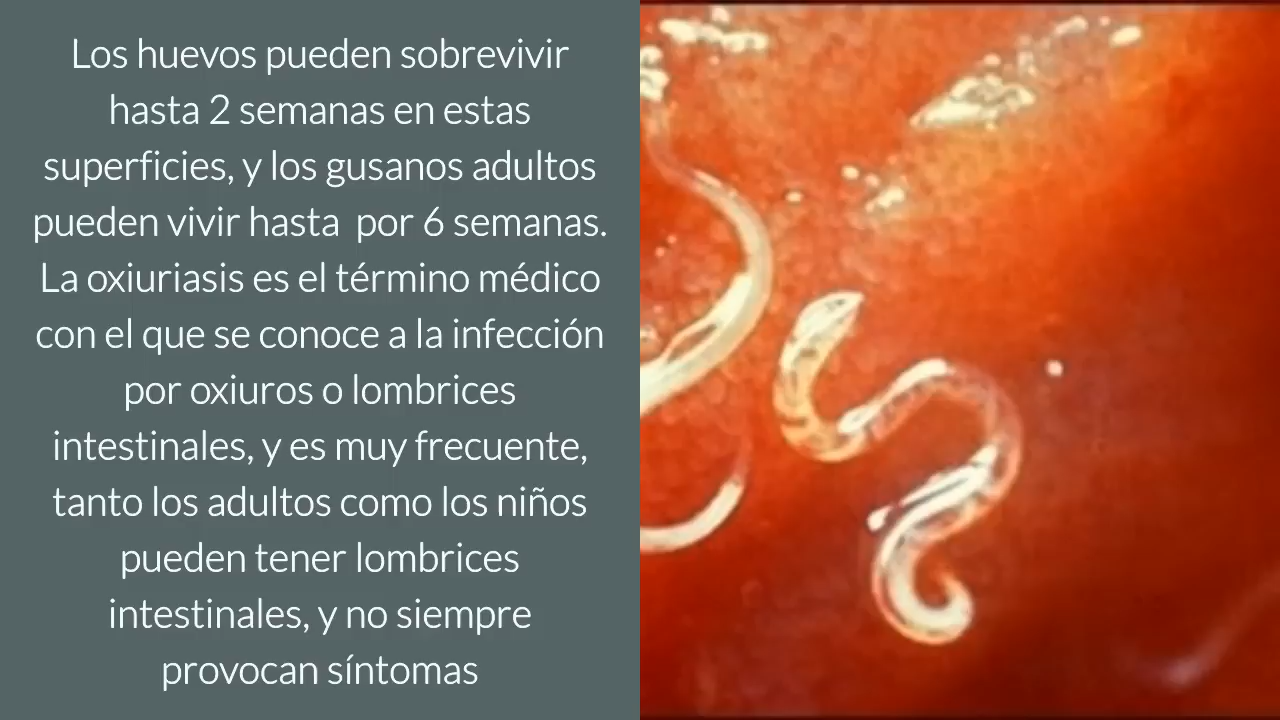 Los huevos pueden sobrevivir
hasta 2 semanas en estas
superficies, y los gusanos adultos
pueden vivir hasta  por 6 semanas.
La oxiuriasis es el término médico
con el que se conoce a la infección
por oxiuros o lombrices
intestinales, y es muy frecuente,
tanto los adultos como los niños
pueden tener lombrices
intestinales, y no siempre
provocan síntomas